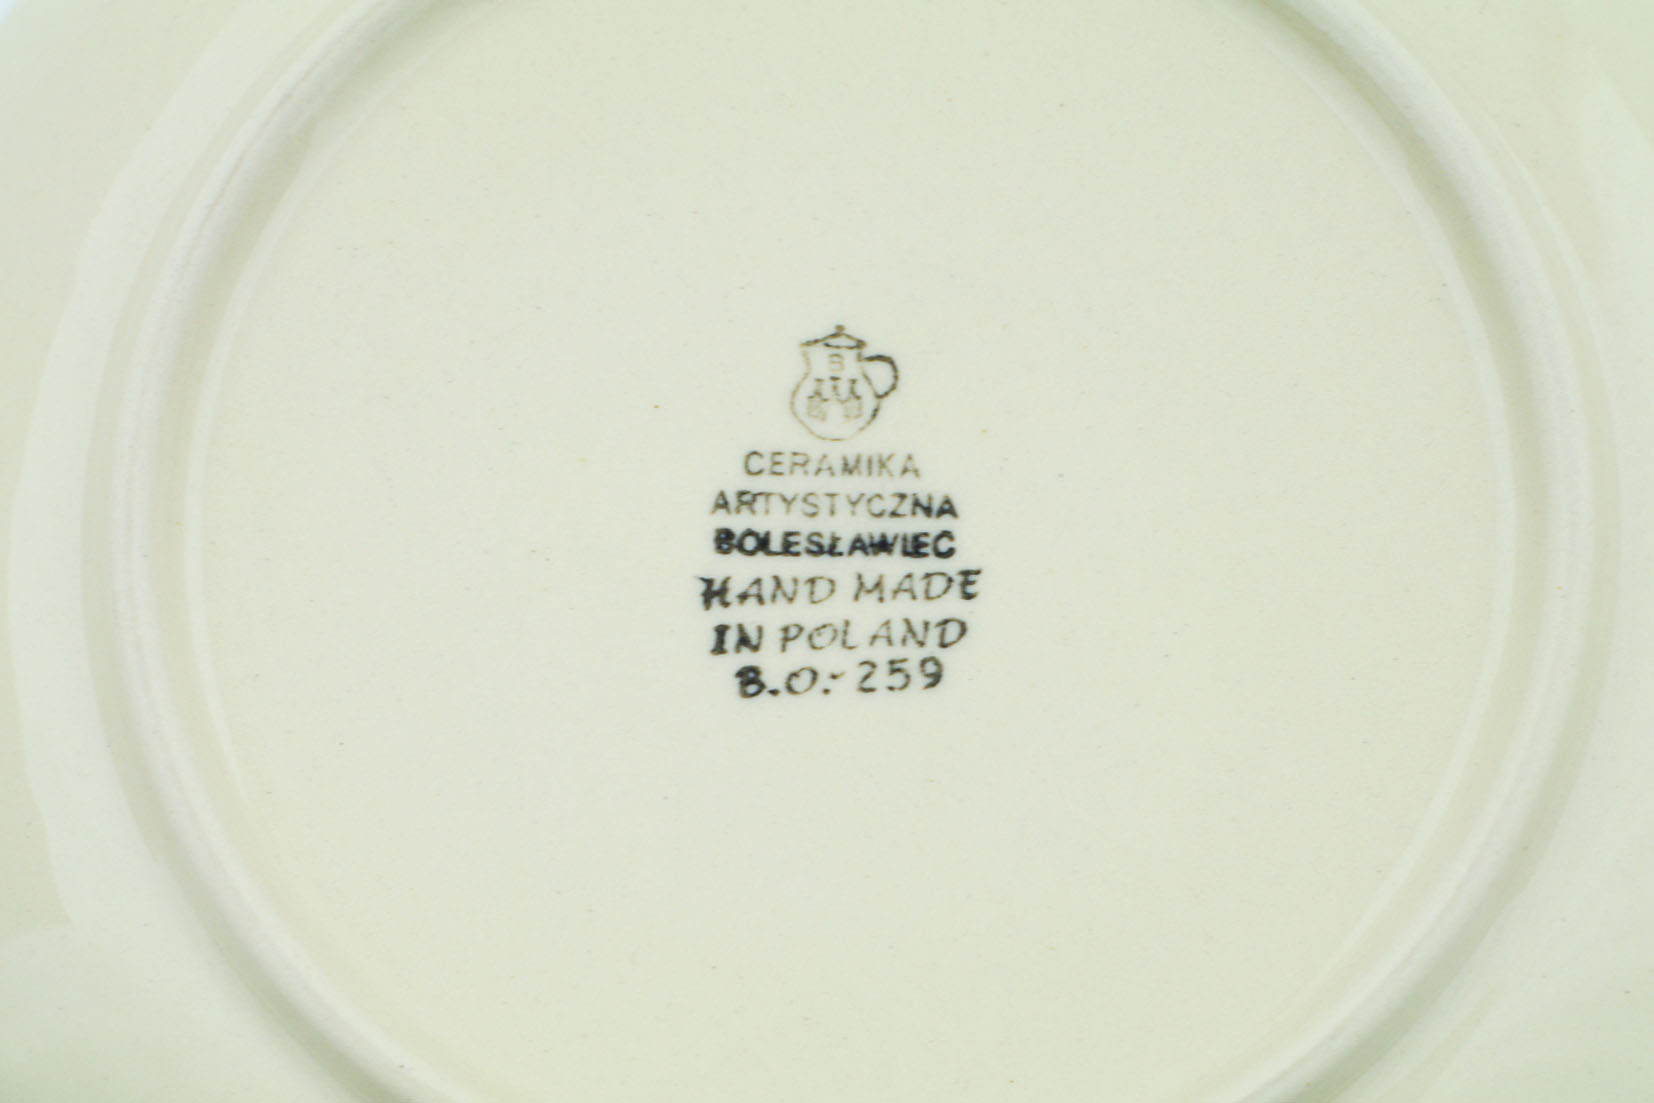 B
CERAMIKA
ARTYSTYCZNA
BOLESŁAWIEC
HAND MADE
IN POLAND
B.O.-259